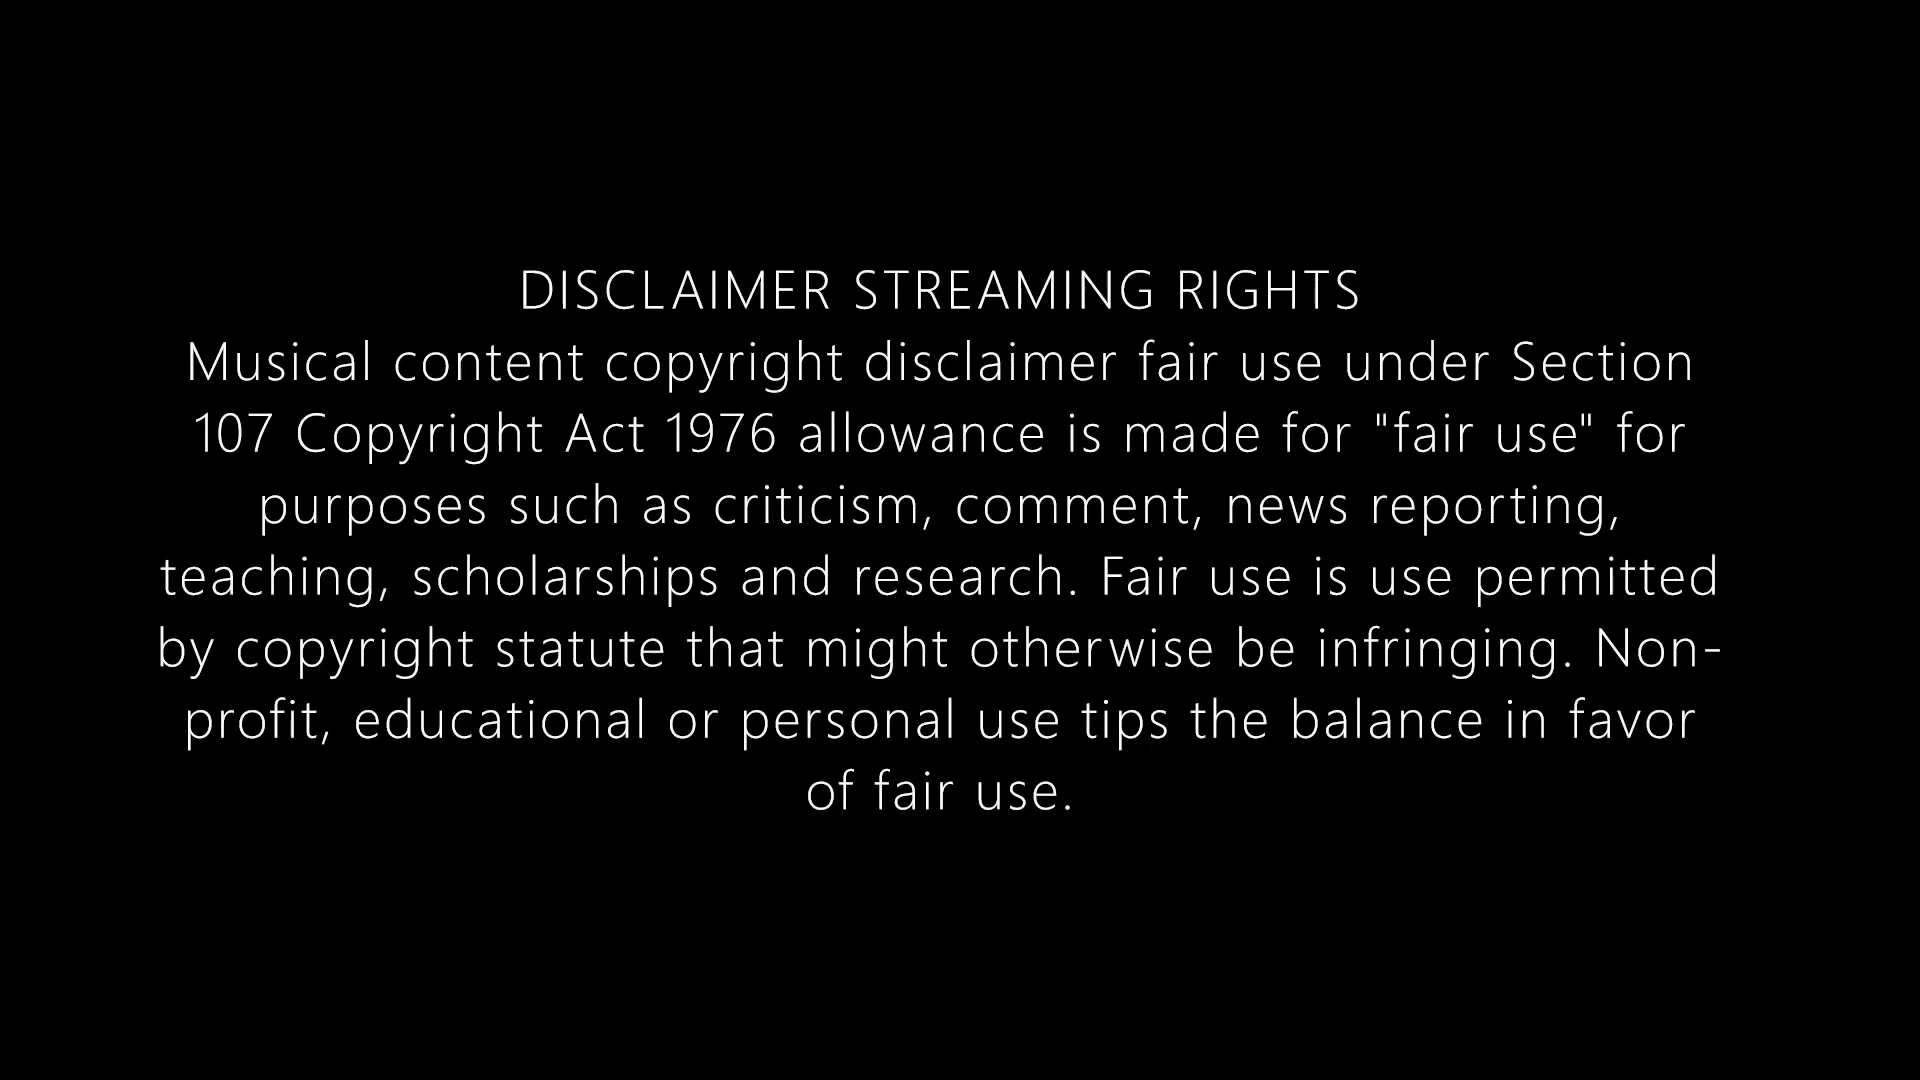 DISCLAIMER STREAMING RIGHTS
Musical content copyright disclaimer fair use under Section
107 Copyright Act 1976 allowance is made for "fair use" for
purposes such as criticism, comment, news reporting,
teaching, scholarships and research. Fair use is use permitted
by copyright statute that might otherwise be infringing. Non-
profit, educational or personal use tips the balance in favor
of fair use.